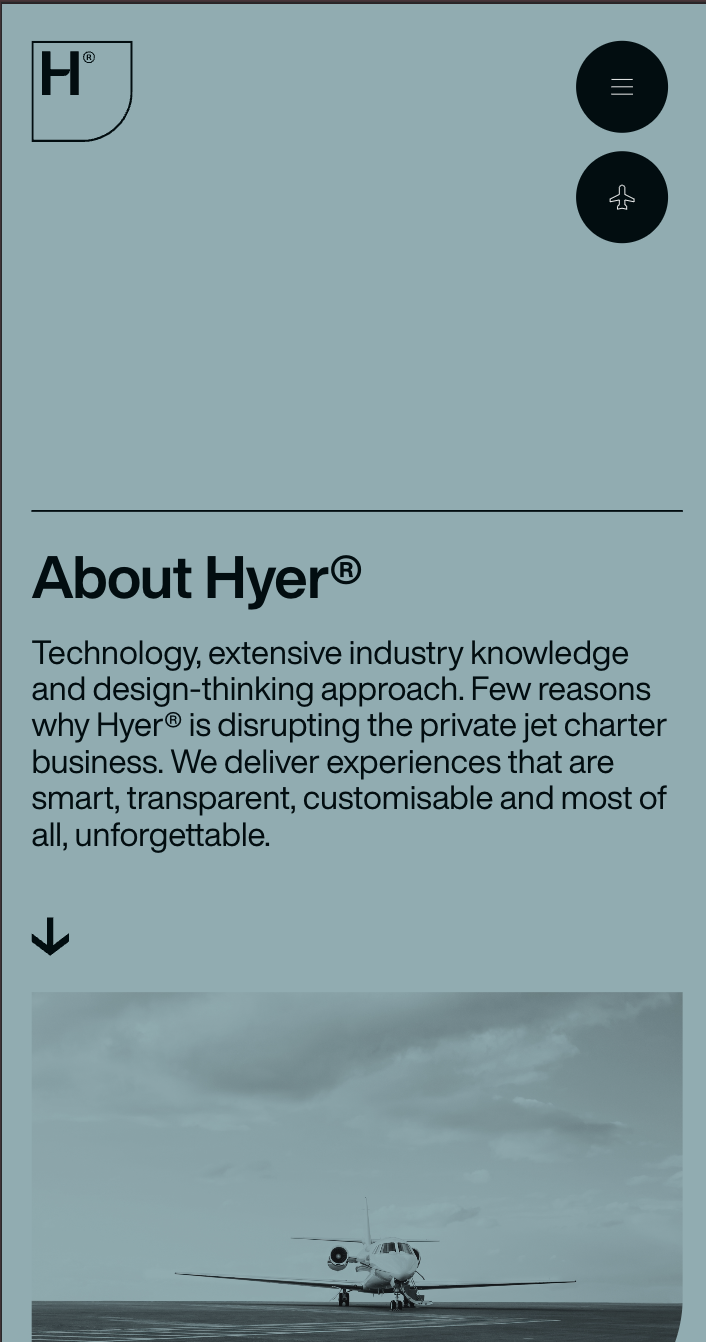 H®
About Hyer®
Technology, extensive industry knowledge
and design-thinking approach. Few reasons
why Hyer® is disrupting the private jet charter
business. We deliver experiences that are
smart, transparent, customisable and most of
all, unforgettable.